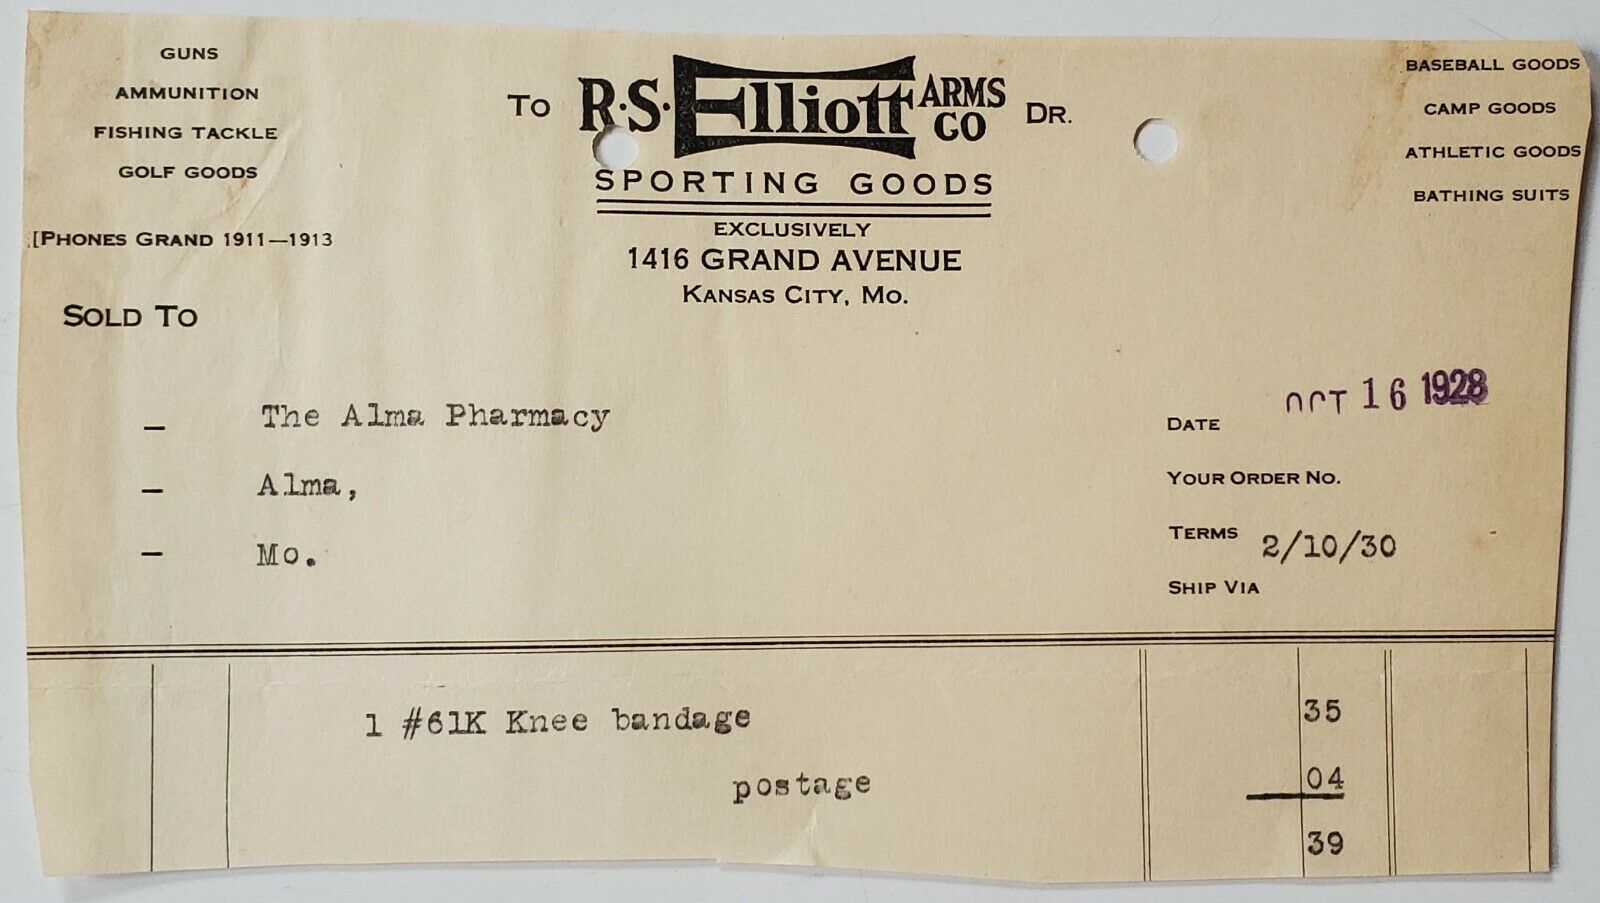 GUNS
AMMUNITION
FISHING TACKLE
GOLF GOODS
[PHONES GRAND 1911—1913
TO R.S. Elliott ARMS CO DR.
SPORTING GOODS
EXCLUSIVELY
1416 GRAND AVENUE
KANSAS CITY, MO.
BASEBALL GOODS
CAMP GOODS
ATHLETIC GOODS
BATHING SUITS
SOLD TO
— The Alma Pharmacy
— Alma,
— Mo.
DATE OCT 16 1928
YOUR ORDER NO.
TERMS 2/10/30
SHIP VIA
1 #61K Knee bandage 35
postage 04
39